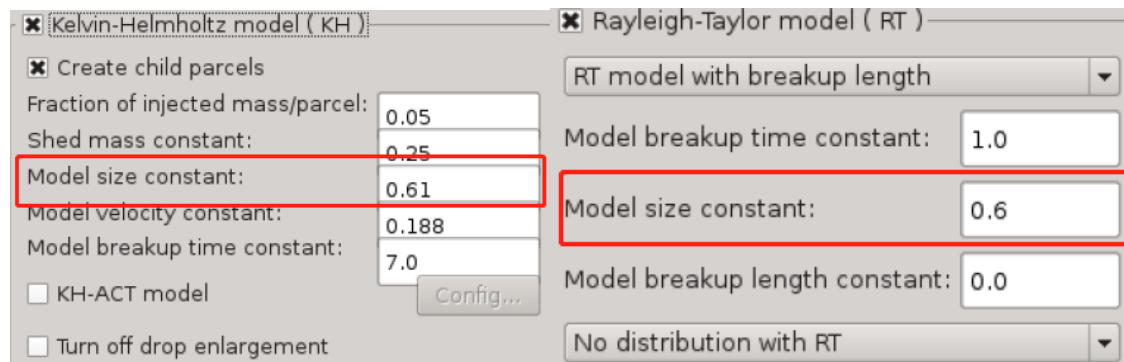 Kelvin-Helmholtz model ( KH )
Create child parcels
Fraction of injected mass/parcel: 0.05
Shed mass constant: 0.25
Model size constant: 0.61
Model velocity constant: 0.188
Model breakup time constant: 7.0
KH-ACT model Config...
Turn off drop enlargement
Rayleigh-Taylor model ( RT )
RT model with breakup length
Model breakup time constant: 1.0
Model size constant: 0.6
Model breakup length constant: 0.0
No distribution with RT